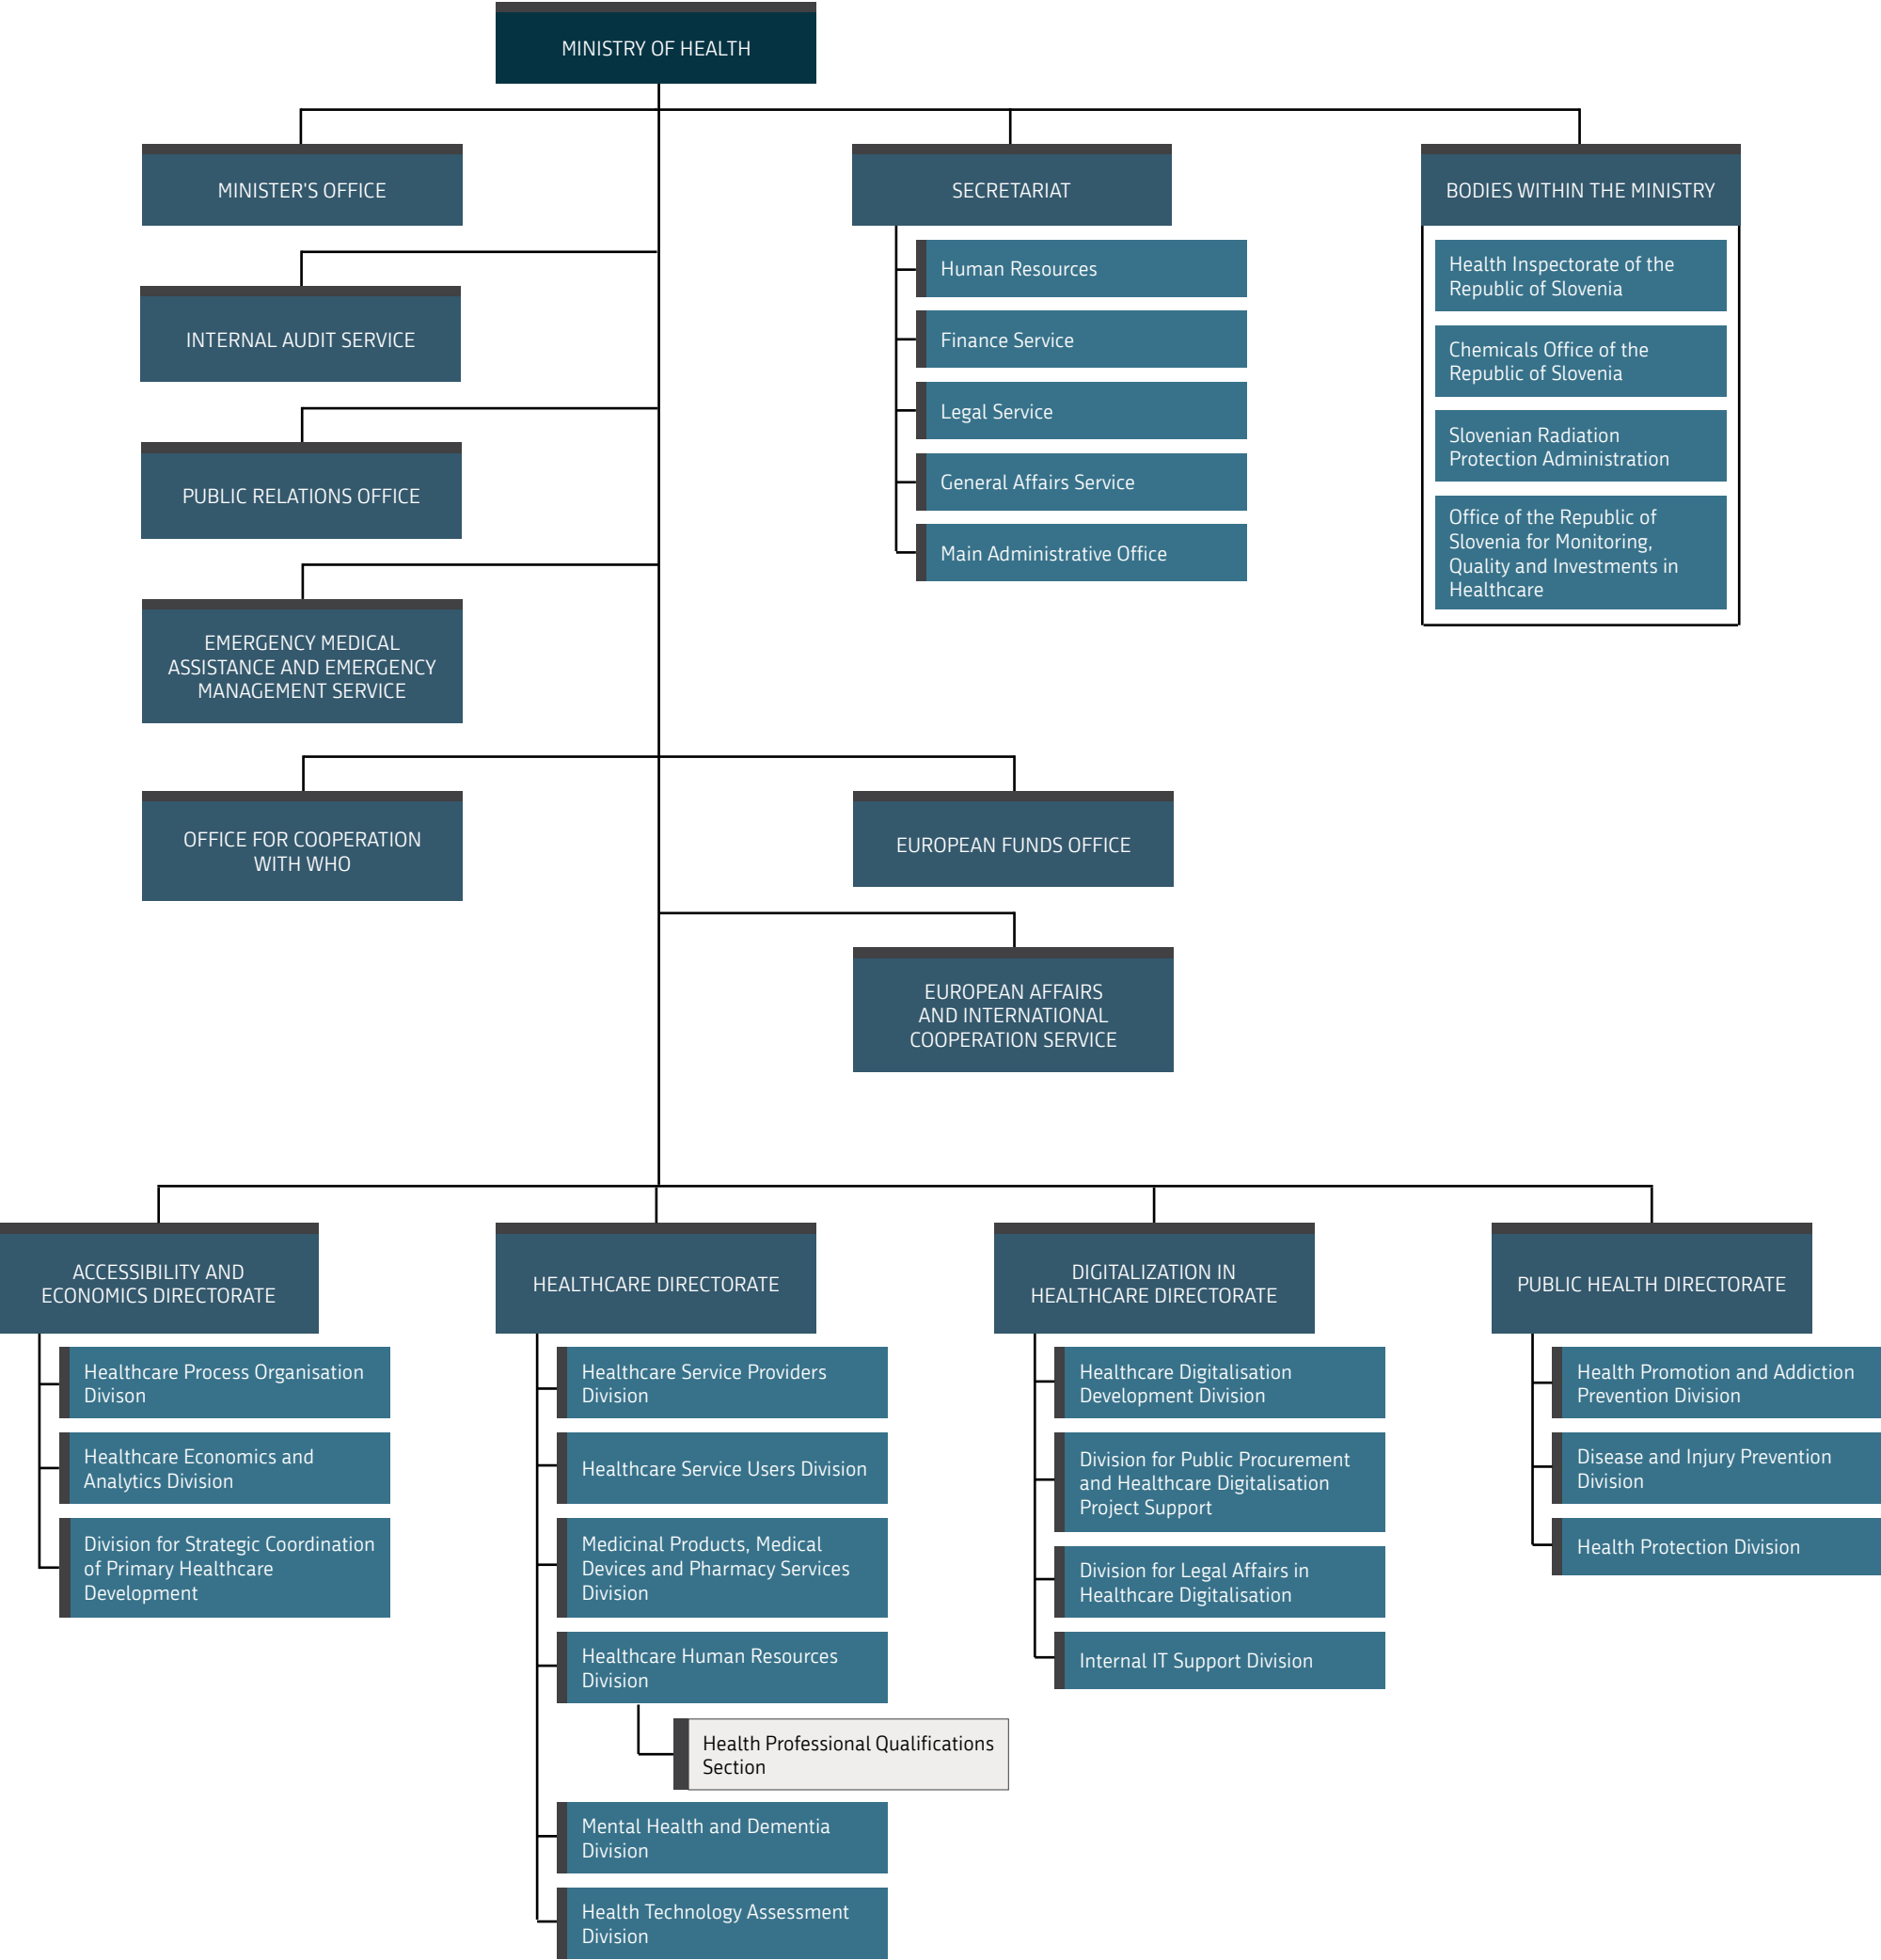 MINISTRY OF HEALTH
MINISTER'S OFFICE
SECRETARIAT
BODIES WITHIN THE MINISTRY
Human Resources
Finance Service
Legal Service
General Affairs Service
Main Administrative Office
Health Inspectorate of the
Republic of Slovenia
Chemicals Office of the
Republic of Slovenia
Slovenian Radiation
Protection Administration
Office of the Republic of
Slovenia for Monitoring,
Quality and Investments in
Healthcare
INTERNAL AUDIT SERVICE
PUBLIC RELATIONS OFFICE
EMERGENCY MEDICAL
ASSISTANCE AND EMERGENCY
MANAGEMENT SERVICE
OFFICE FOR COOPERATION
WITH WHO
EUROPEAN FUNDS OFFICE
EUROPEAN AFFAIRS
AND INTERNATIONAL
COOPERATION SERVICE
ACCESSIBILITY AND
ECONOMICS DIRECTORATE
Healthcare Process Organisation
Divison
Healthcare Economics and
Analytics Division
Division for Strategic Coordination
of Primary Healthcare
Development
HEALTHCARE DIRECTORATE
Healthcare Service Providers
Division
Healthcare Service Users Division
Medicinal Products, Medical
Devices and Pharmacy Services
Division
Healthcare Human Resources
Division
Health Professional Qualifications
Section
Mental Health and Dementia
Division
Health Technology Assessment
Division
DIGITALIZATION IN
HEALTHCARE DIRECTORATE
Healthcare Digitalisation
Development Division
Division for Public Procurement
and Healthcare Digitalisation
Project Support
Division for Legal Affairs in
Healthcare Digitalisation
Internal IT Support Division
PUBLIC HEALTH DIRECTORATE
Health Promotion and Addiction
Prevention Division
Disease and Injury Prevention
Division
Health Protection Division